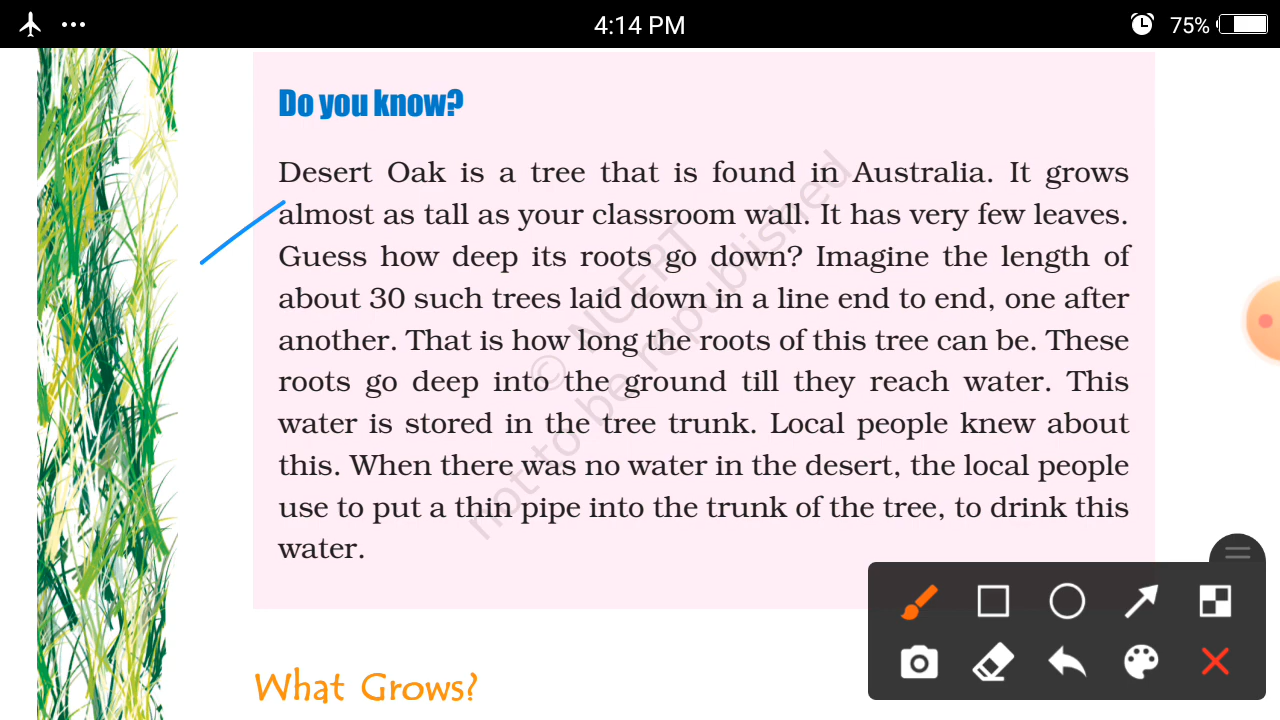 4:14 PM
75%
Do you know?
Desert Oak is a tree that is found in Australia. It grows
almost as tall as your classroom wall. It has very few leaves.
Guess how deep its roots go down? Imagine the length of
about 30 such trees laid down in a line end to end, one after
another. That is how long the roots of this tree can be. These
roots go deep into the ground till they reach water. This
water is stored in the tree trunk. Local people knew about
this. When there was no water in the desert, the local people
use to put a thin pipe into the trunk of the tree, to drink this
water.
© NCERT
not to be republished
What Grows?